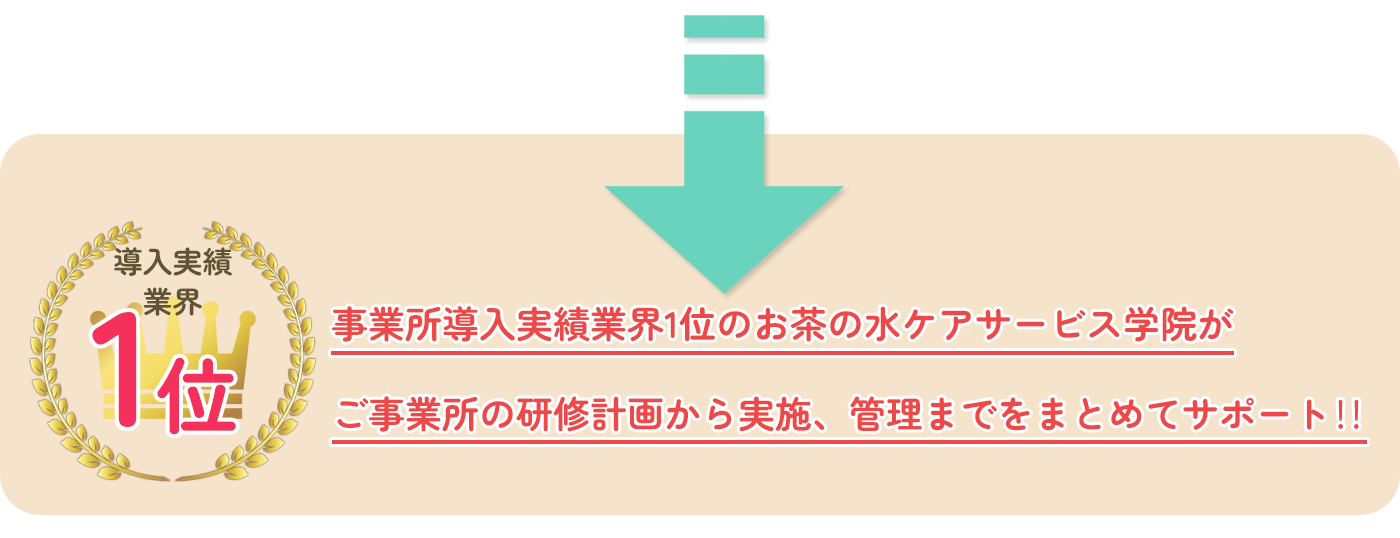 導入実績
業界
1位
事業所導入実績業界1位のお茶の水ケアサービス学院が
ご事業所の研修計画から実施、管理までをまとめてサポート!!